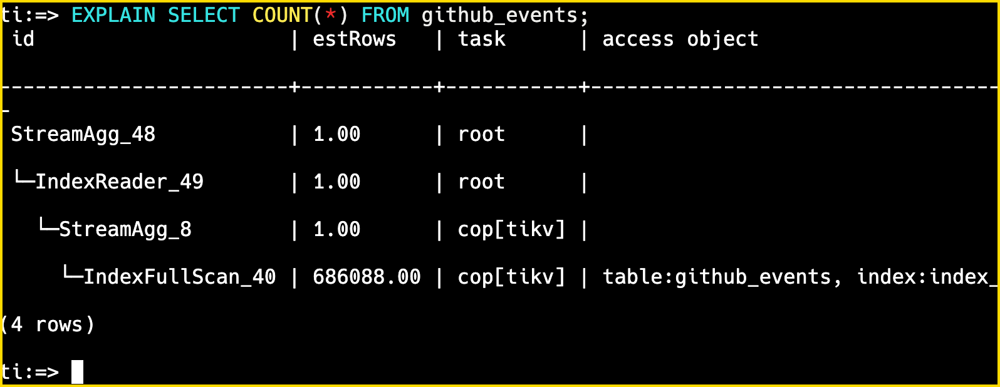 ti:=> EXPLAIN SELECT COUNT(*) FROM github_events;
id | estRows | task | access object
-----------------------+-----------+-----------+----------------------------------
-
StreamAgg_48 | 1.00 | root |
└─IndexReader_49 | 1.00 | root |
└─StreamAgg_8 | 1.00 | cop[tikv] |
└─IndexFullScan_40 | 686088.00 | cop[tikv] | table:github_events, index:index_
(4 rows)
ti:=>